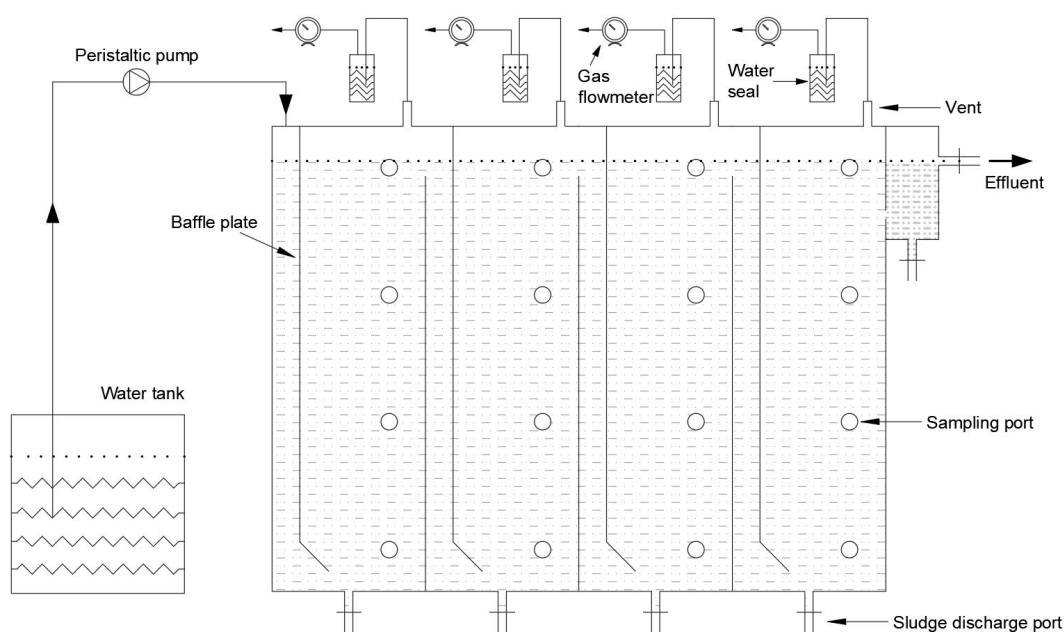 Peristaltic pump
Gas
flowmeter
Water
seal
Vent
Effluent
Baffle plate
Water tank
Sampling port
Sludge discharge port